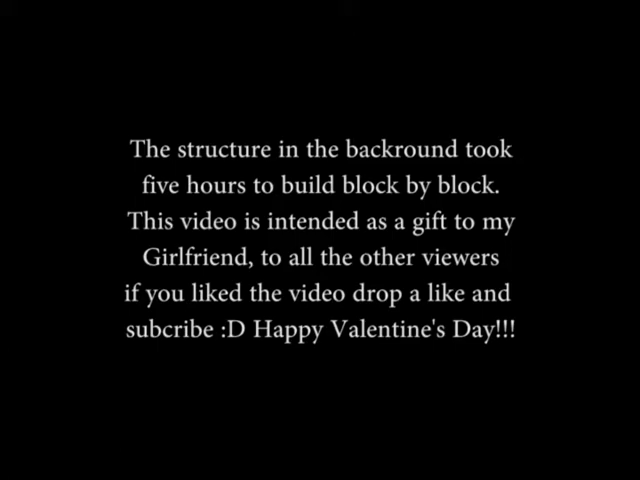 The structure in the backround took
five hours to build block by block.
This video is intended as a gift to my
Girlfriend, to all the other viewers
if you liked the video drop a like and
subcribe :D Happy Valentine's Day!!!